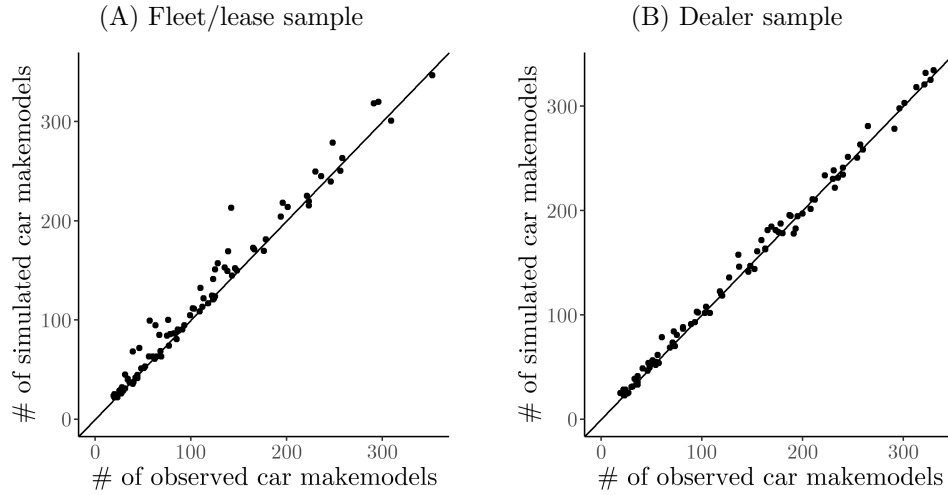 (A) Fleet/lease sample
# of simulated car makemodels
300
200
100
0
0 100 200 300
# of observed car makemodels
(B) Dealer sample
# of simulated car makemodels
300
200
100
0
0 100 200 300
# of observed car makemodels